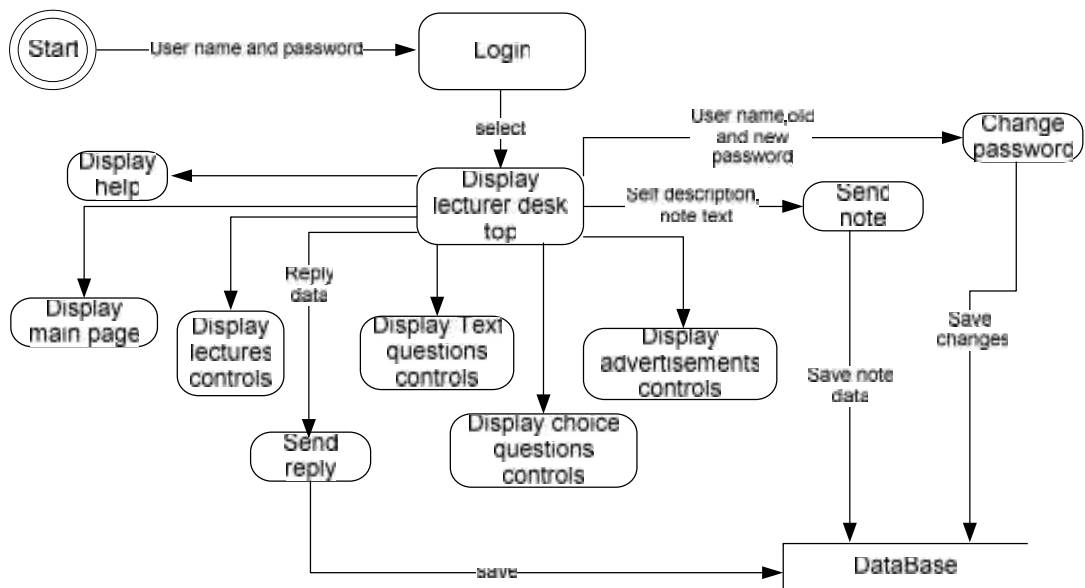 Start
User name and password
Login
select
User name,old
and new
password
Change
password
Display
help
Display
lecturer desk
top
Self description,
note text
Send
note
Reply
data
Display
main page
Display
lectures
controls
Display Text
questions
controls
Display
advertisements
controls
Save
changes
Save note
data
Display choice
questions
controls
Send
reply
save
DataBase